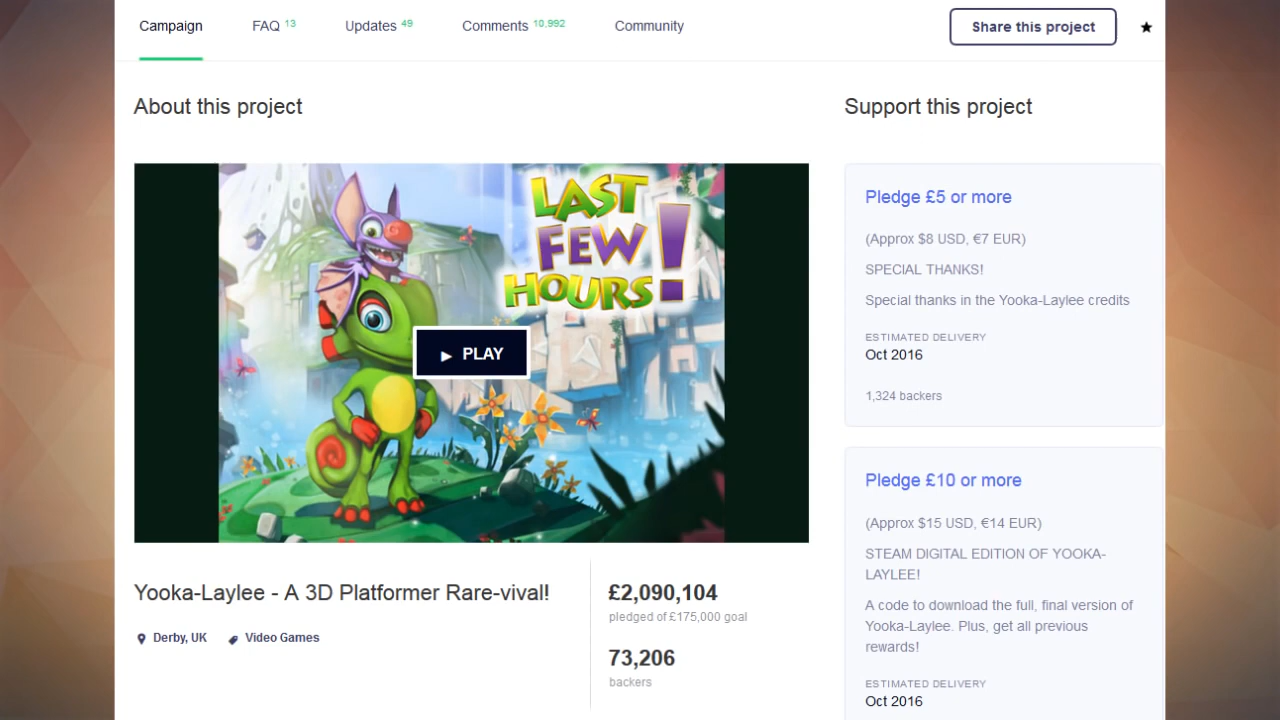 Campaign
FAQ 13
Updates 49
Comments 10,992
Community
Share this project
About this project
Support this project
LAST
FEW
HOURS!
PLAY
Yooka-Laylee - A 3D Platformer Rare-vival!
Derby, UK
Video Games
£2,090,104
pledged of £175,000 goal
73,206
backers
Pledge £5 or more
(Approx $8 USD, €7 EUR)
SPECIAL THANKS!
Special thanks in the Yooka-Laylee credits
ESTIMATED DELIVERY
Oct 2016
1,324 backers
Pledge £10 or more
(Approx $15 USD, €14 EUR)
STEAM DIGITAL EDITION OF YOOKA-
LAYLEE!
A code to download the full, final version of
Yooka-Laylee. Plus, get all previous
rewards!
ESTIMATED DELIVERY
Oct 2016